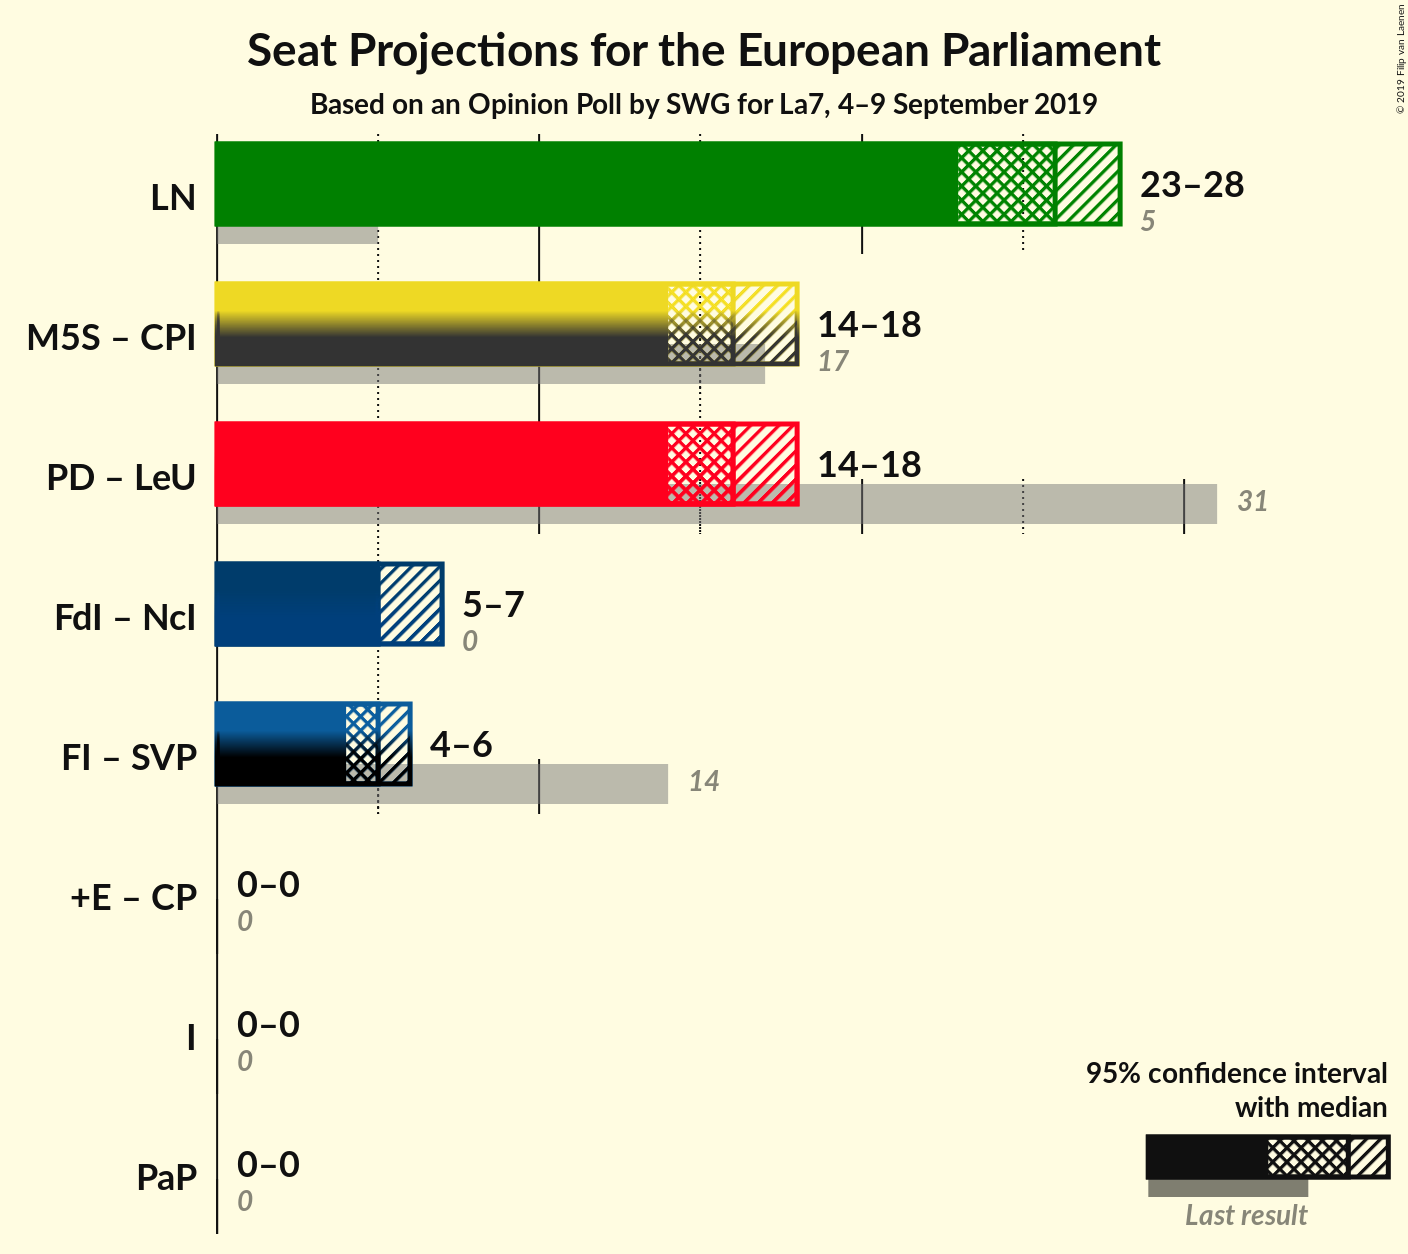 Seat Projections for the European Parliament
Based on an Opinion Poll by SWG for La7, 4–9 September 2019
© 2019 Filip van Laenen
LN
23–28
5
M5S – CPI
14–18
17
PD – LeU
14–18
31
FdI – NcI
5–7
0
FI – SVP
4–6
14
+E – CP
0–0
0
I
0–0
0
PaP
0–0
0
95% confidence interval
with median
Last result